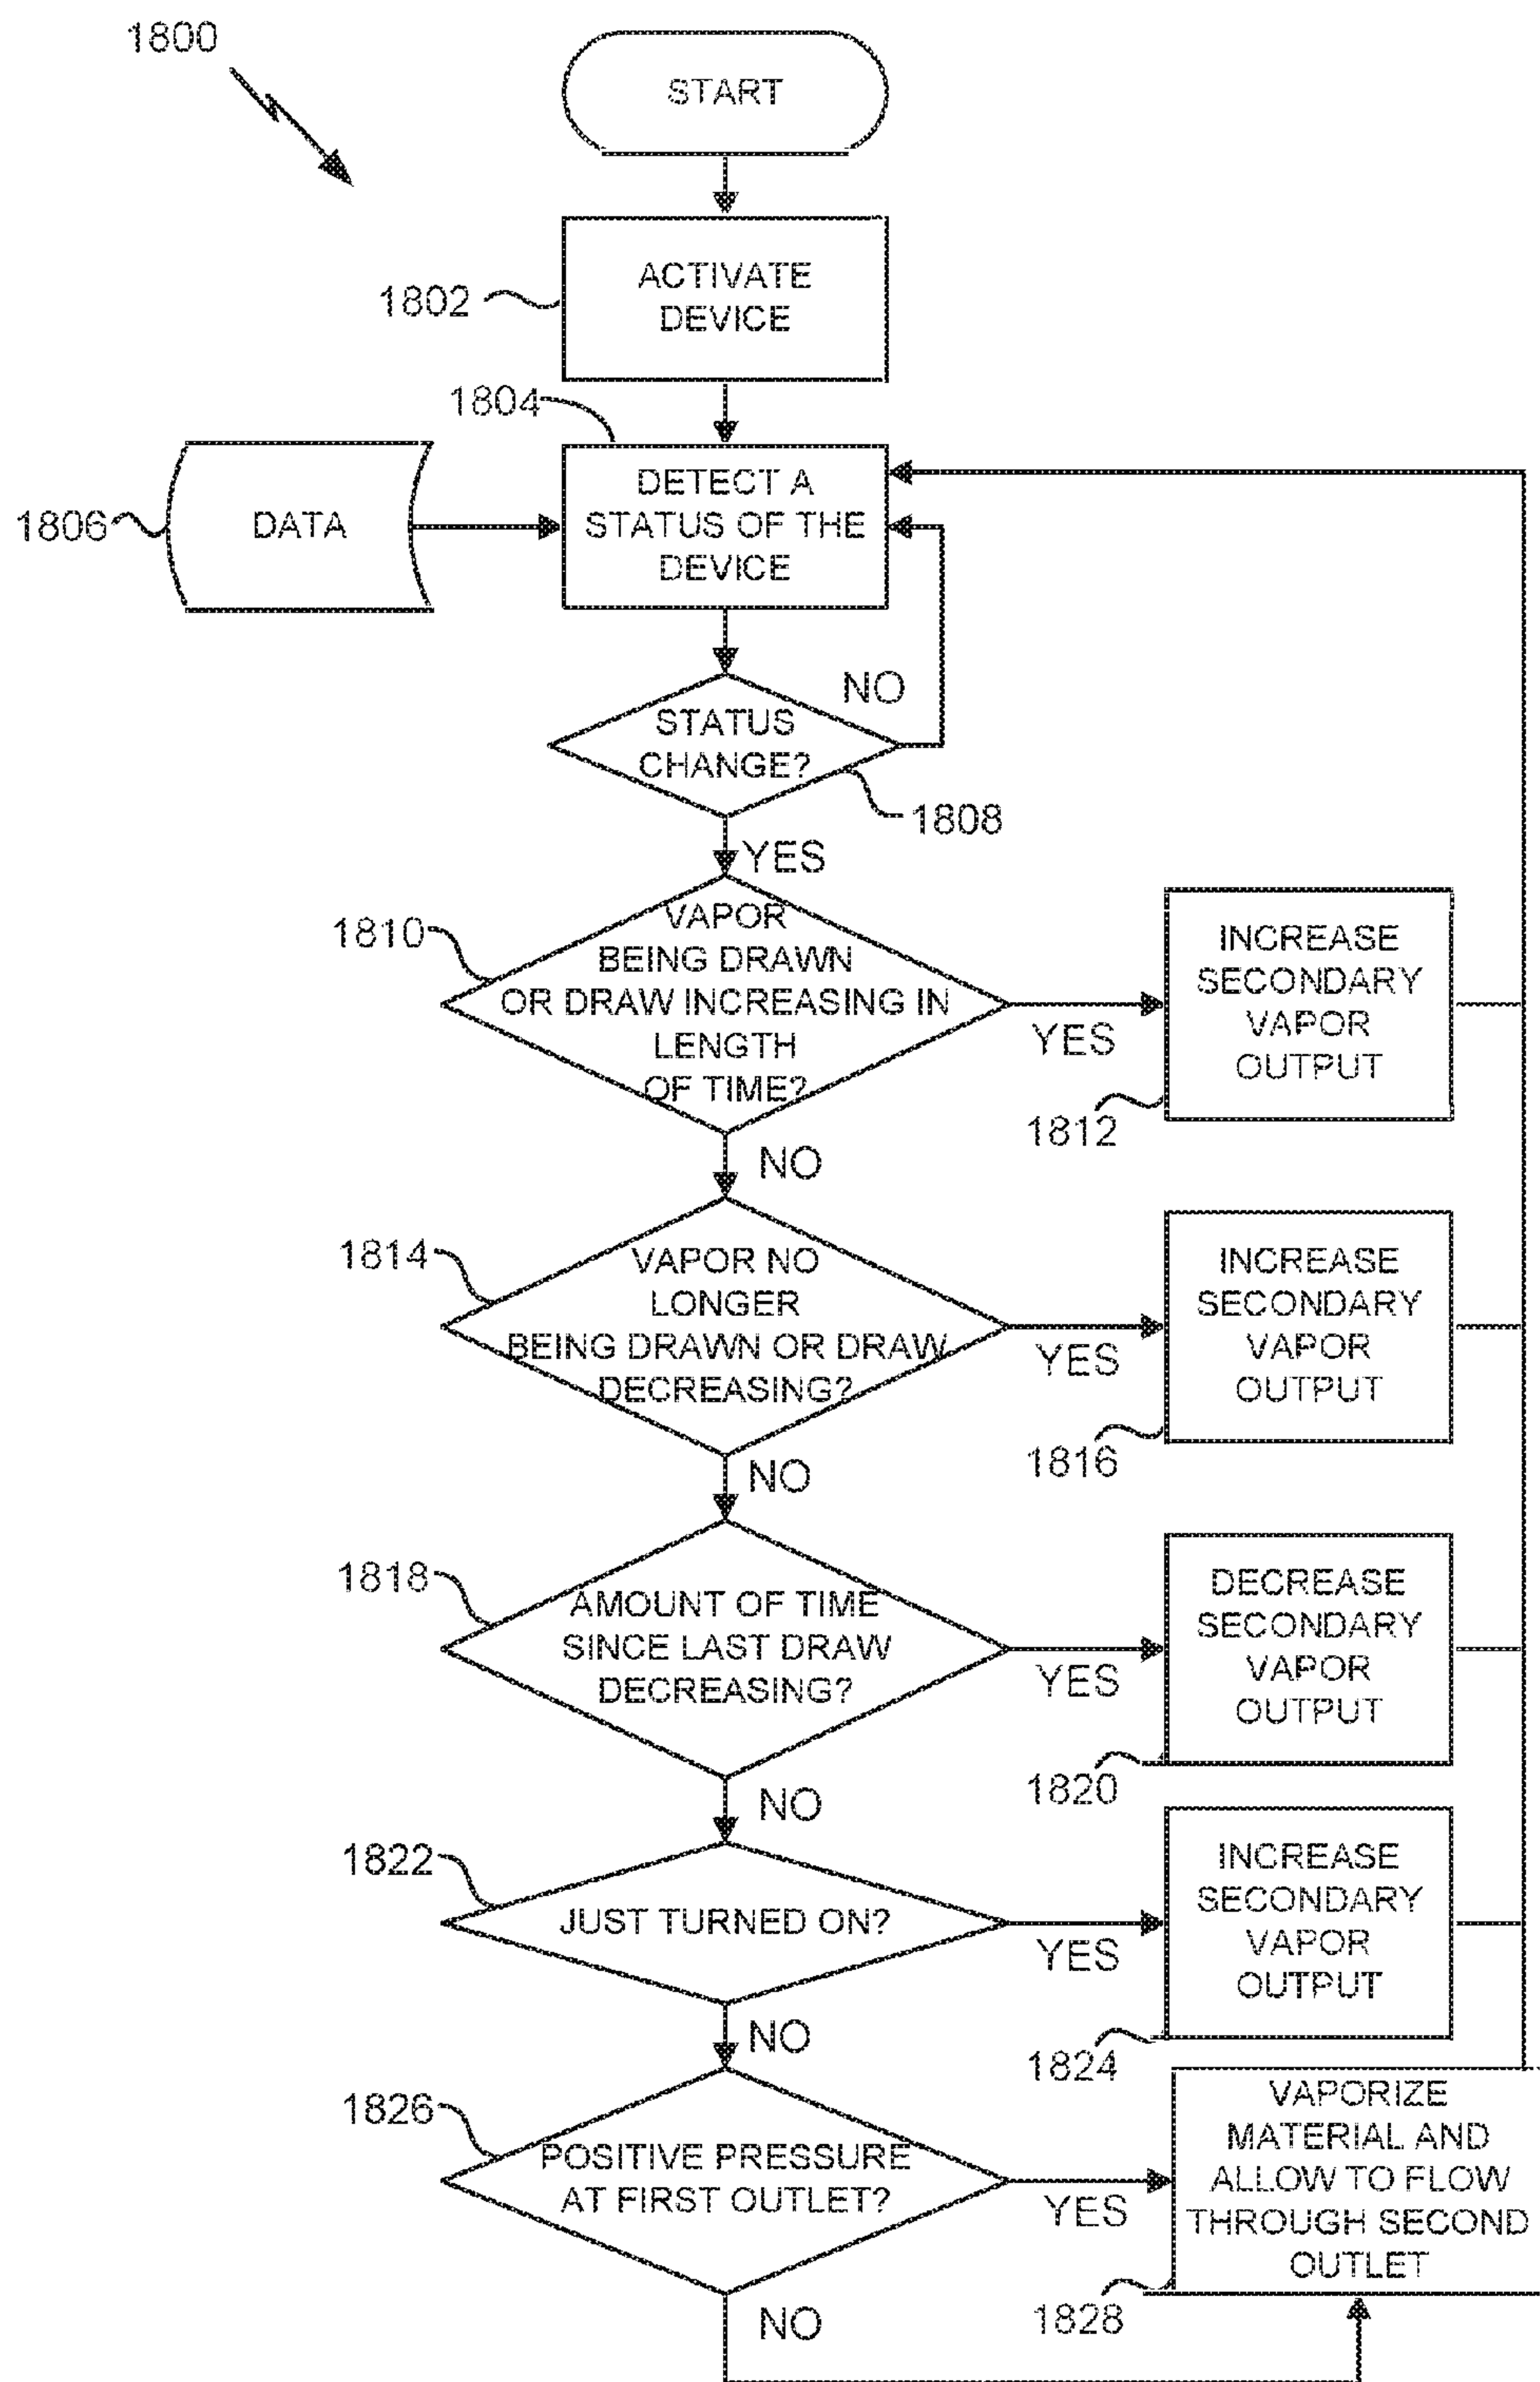 1800
START
1802
ACTIVATE
DEVICE
1804
1806
DATA
DETECT A
STATUS OF THE
DEVICE
NO
STATUS
CHANGE?
1808
YES
1810
VAPOR
BEING DRAWN
OR DRAW INCREASING IN
LENGTH
OF TIME?
YES
INCREASE
SECONDARY
VAPOR
OUTPUT
1812
NO
1814
VAPOR NO
LONGER
BEING DRAWN OR DRAW
DECREASING?
YES
INCREASE
SECONDARY
VAPOR
OUTPUT
1816
NO
1818
AMOUNT OF TIME
SINCE LAST DRAW
DECREASING?
YES
DECREASE
SECONDARY
VAPOR
OUTPUT
1820
NO
1822
JUST TURNED ON?
YES
INCREASE
SECONDARY
VAPOR
OUTPUT
1824
NO
1826
POSITIVE PRESSURE
AT FIRST OUTLET?
YES
VAPORIZE
MATERIAL AND
ALLOW TO FLOW
THROUGH SECOND
OUTLET
1828
NO